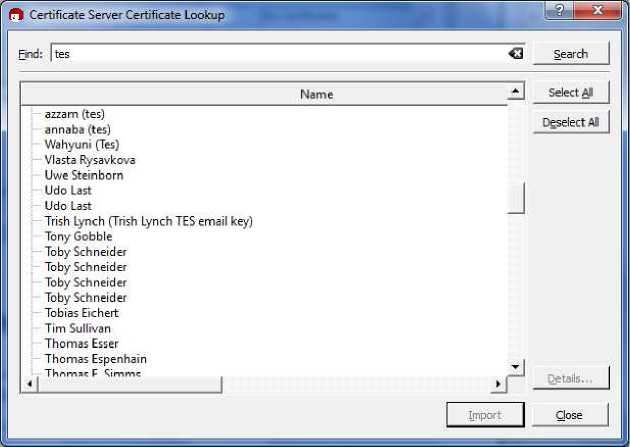 Certificate Server Certificate Lookup
Find: tes Search
Name
Select All
Deselect All
azzam (tes)
annaba (tes)
Wahyuni (Tes)
Vlasta Rysavkova
Uwe Steinborn
Udo Last
Udo Last
Trish Lynch (Trish Lynch TES email key)
Tony Gobble
Toby Schneider
Toby Schneider
Toby Schneider
Toby Schneider
Tobias Eichert
Tim Sullivan
Thomas Esser
Thomas Espenhain
Thomas E. Simms
Details...
Import Close